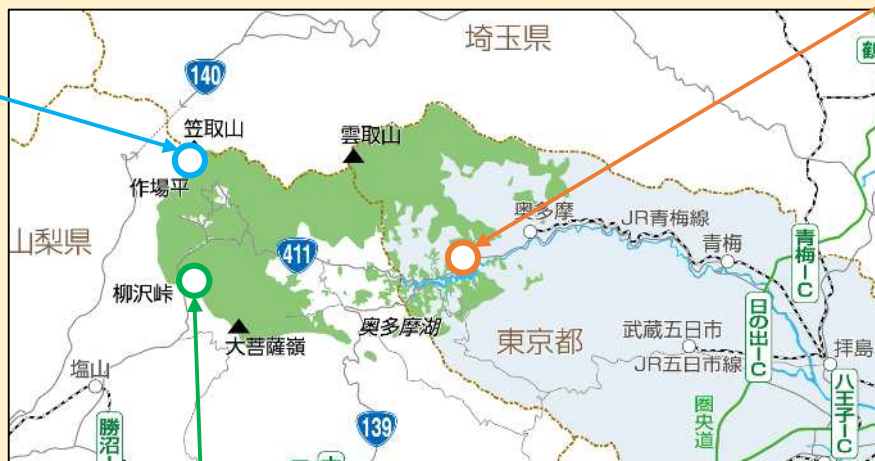 埼玉県
鶴
140
笠取山
雲取山
作場平
奥多摩
JR青梅線
山梨県
411
青梅
青梅IC
柳沢峠
奥多摩湖
日の出IC
大菩薩嶺
東京都
武蔵五日市
拝島
塩山
JR五日市線
八王子IC
勝沼
139
圏央道